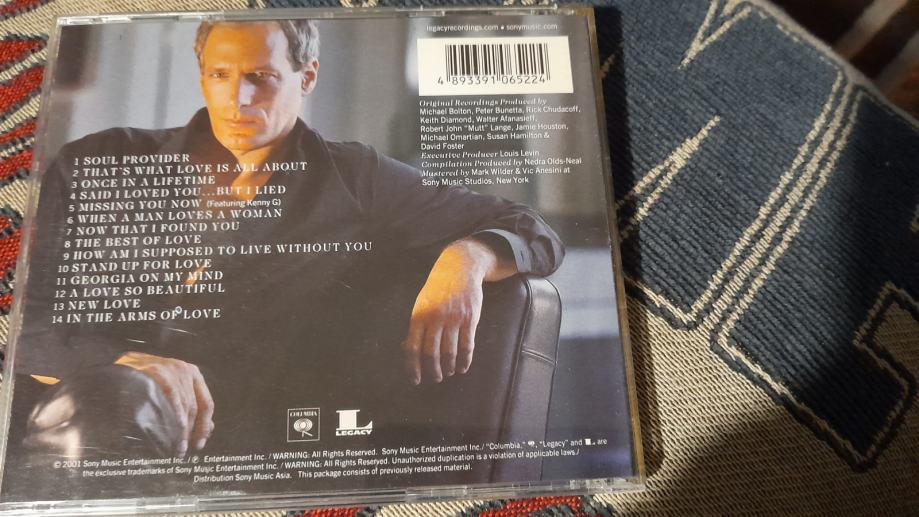 legacyrecordings.com • sonymusic.com
4 893391 065224
Original Recordings Produced by
Michael Bolton, Peter Bunetta, Rick Chudacoff,
Keith Diamond, Walter Afanasieff,
Robert John "Mutt" Lange, Jamie Houston,
Michael Omartian, Susan Hamilton &
David Foster
Executive Producer Louis Levin
Compilation Produced by Nedra Olds-Neal
Mastered by Mark Wilder & Vic Anesini at
Sony Music Studios, New York
1 SOUL PROVIDER
2 THAT'S WHAT LOVE IS ALL ABOUT
3 ONCE IN A LIFETIME
4 SAID I LOVED YOU...BUT I LIED
5 MISSING YOU NOW (Featuring Kenny G)
6 WHEN A MAN LOVES A WOMAN
7 NOW THAT I FOUND YOU
8 THE BEST OF LOVE
9 HOW AM I SUPPOSED TO LIVE WITHOUT YOU
10 STAND UP FOR LOVE
11 GEORGIA ON MY MIND
12 A LOVE SO BEAUTIFUL
13 NEW LOVE
14 IN THE ARMS OF LOVE
COLUMBIA
L
LEGACY
© 2001 Sony Music Entertainment Inc./ ℗ Entertainment Inc. / WARNING: All Rights Reserved. Sony Music Entertainment Inc./ "Columbia," "Legacy" and L are
the exclusive trademarks of Sony Music Entertainment Inc. / WARNING: All Rights Reserved. Unauthorized duplication is a violation of applicable laws./
Distribution Sony Music Asia. This package consists of previously released material.